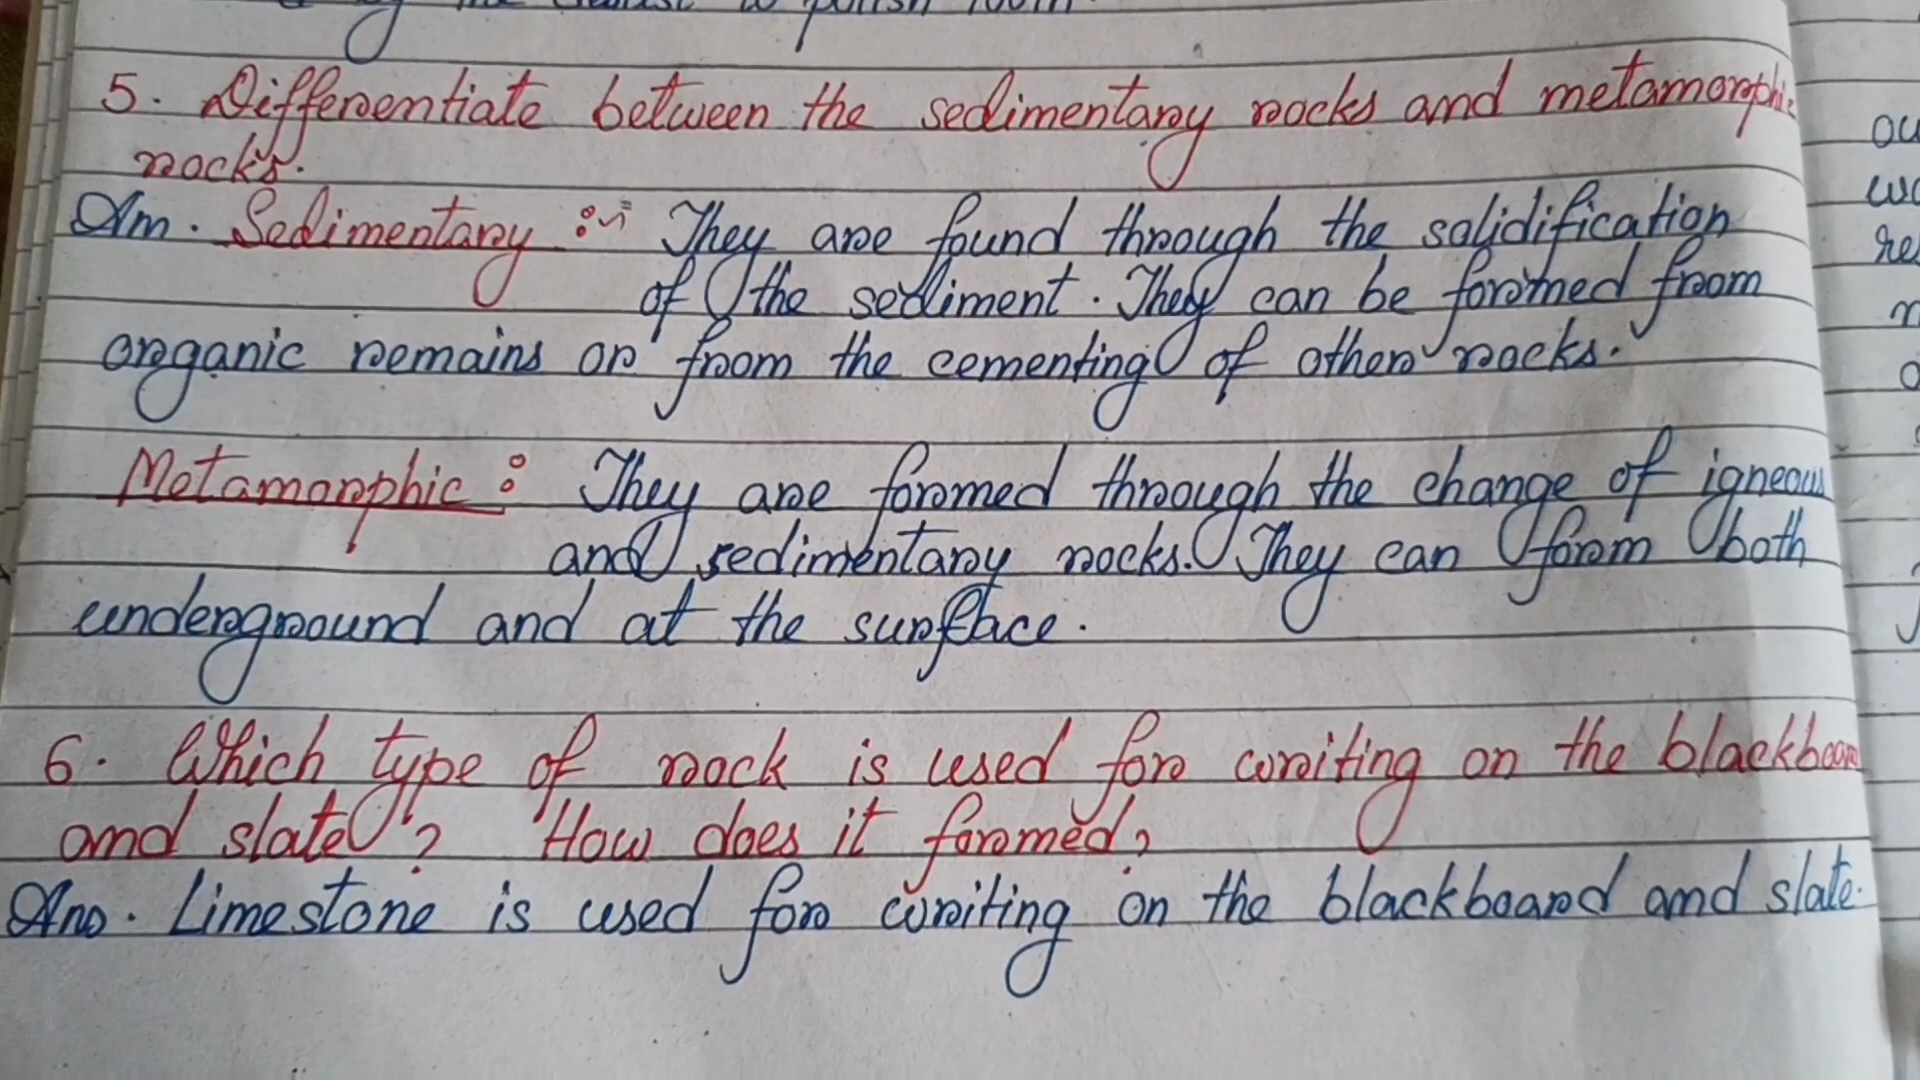 the to polish room.
5. Differentiate between the sedimentary rocks and metamorphic
rocks.
Ans. Sedimentary :~ They are found through the solidification
of the sediment. They can be formed from
organic remains or from the cementing of other rocks.
Metamorphic : They are formed through the change of igneous
and sedimentary rocks. They can form both
underground and at the surface.
6. Which type of rock is used for writing on the blackboard
and slate? How does it formed?
Ans. Limestone is used for writing on the blackboard and slate.